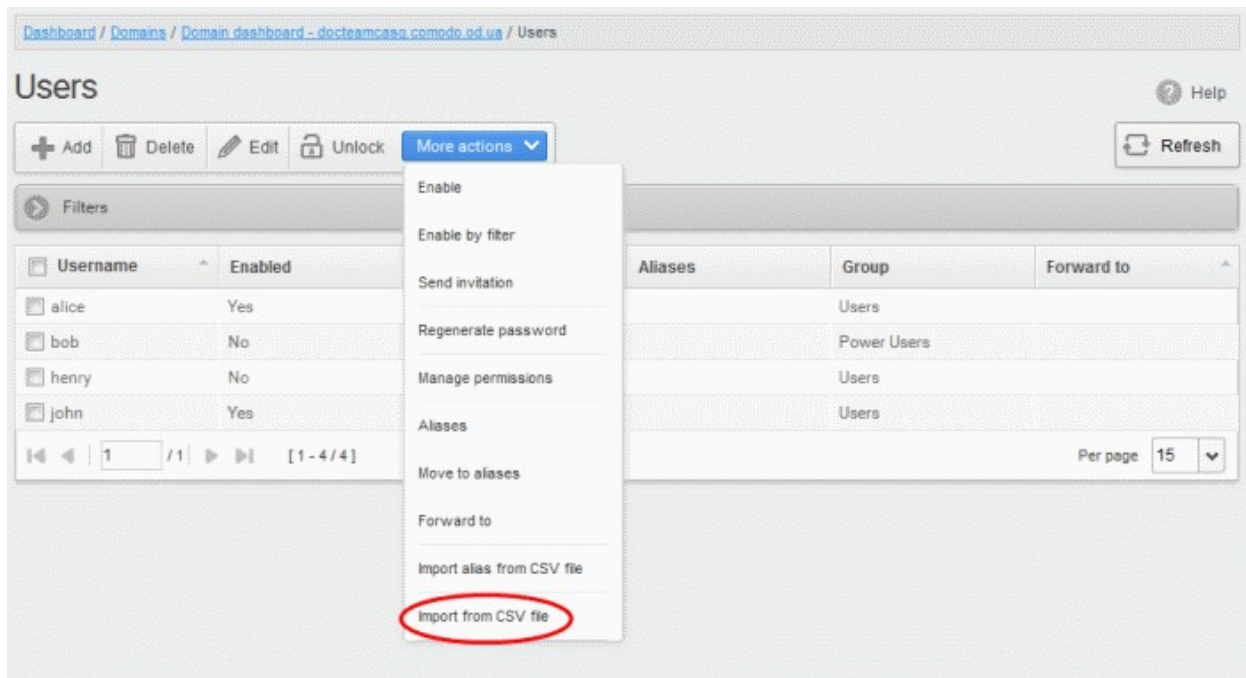 Dashboard / Domains / Domain dashboard - docteamcasg.comodo.od.ua / Users
Users
Help
Add Delete Edit Unlock More actions
Refresh
Enable
Filters
Enable by filter
Username Enabled Aliases Group Forward to
Send invitation
alice Yes Users
Regenerate password
bob No Power Users
henry No Users
Manage permissions
john Yes Users
Aliases
1 / 1 [1 - 4 / 4] Per page 15
Move to aliases
Forward to
Import alias from CSV file
Import from CSV file